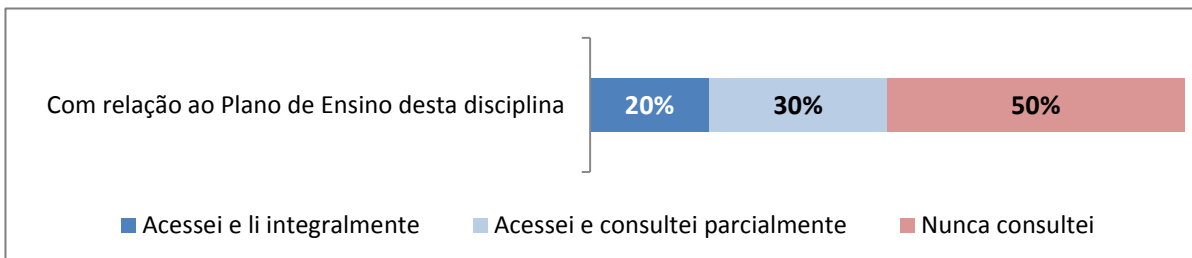 Com relação ao Plano de Ensino desta disciplina 20% 30% 50%
Acessei e li integralmente Acessei e consultei parcialmente Nunca consultei